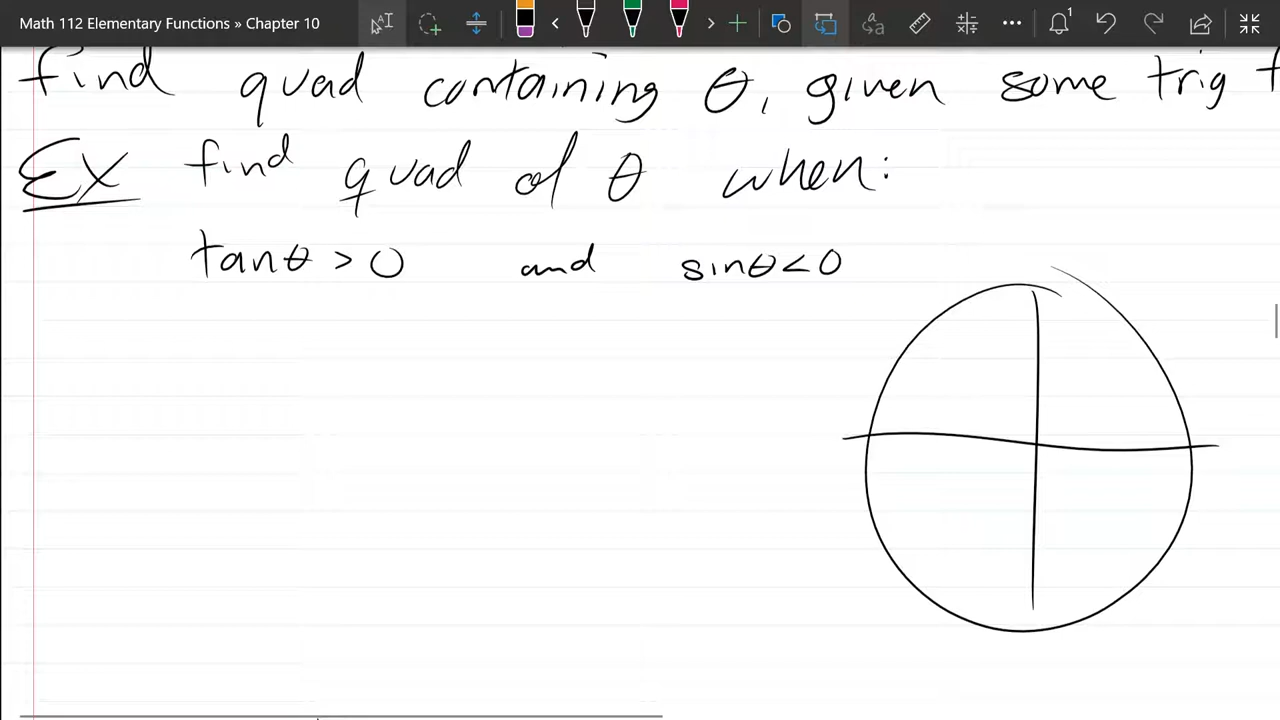 Math 112 Elementary Functions » Chapter 10
find quad containing θ, given some trig
Ex find quad of θ when:
tanθ > 0 and sinθ < 0